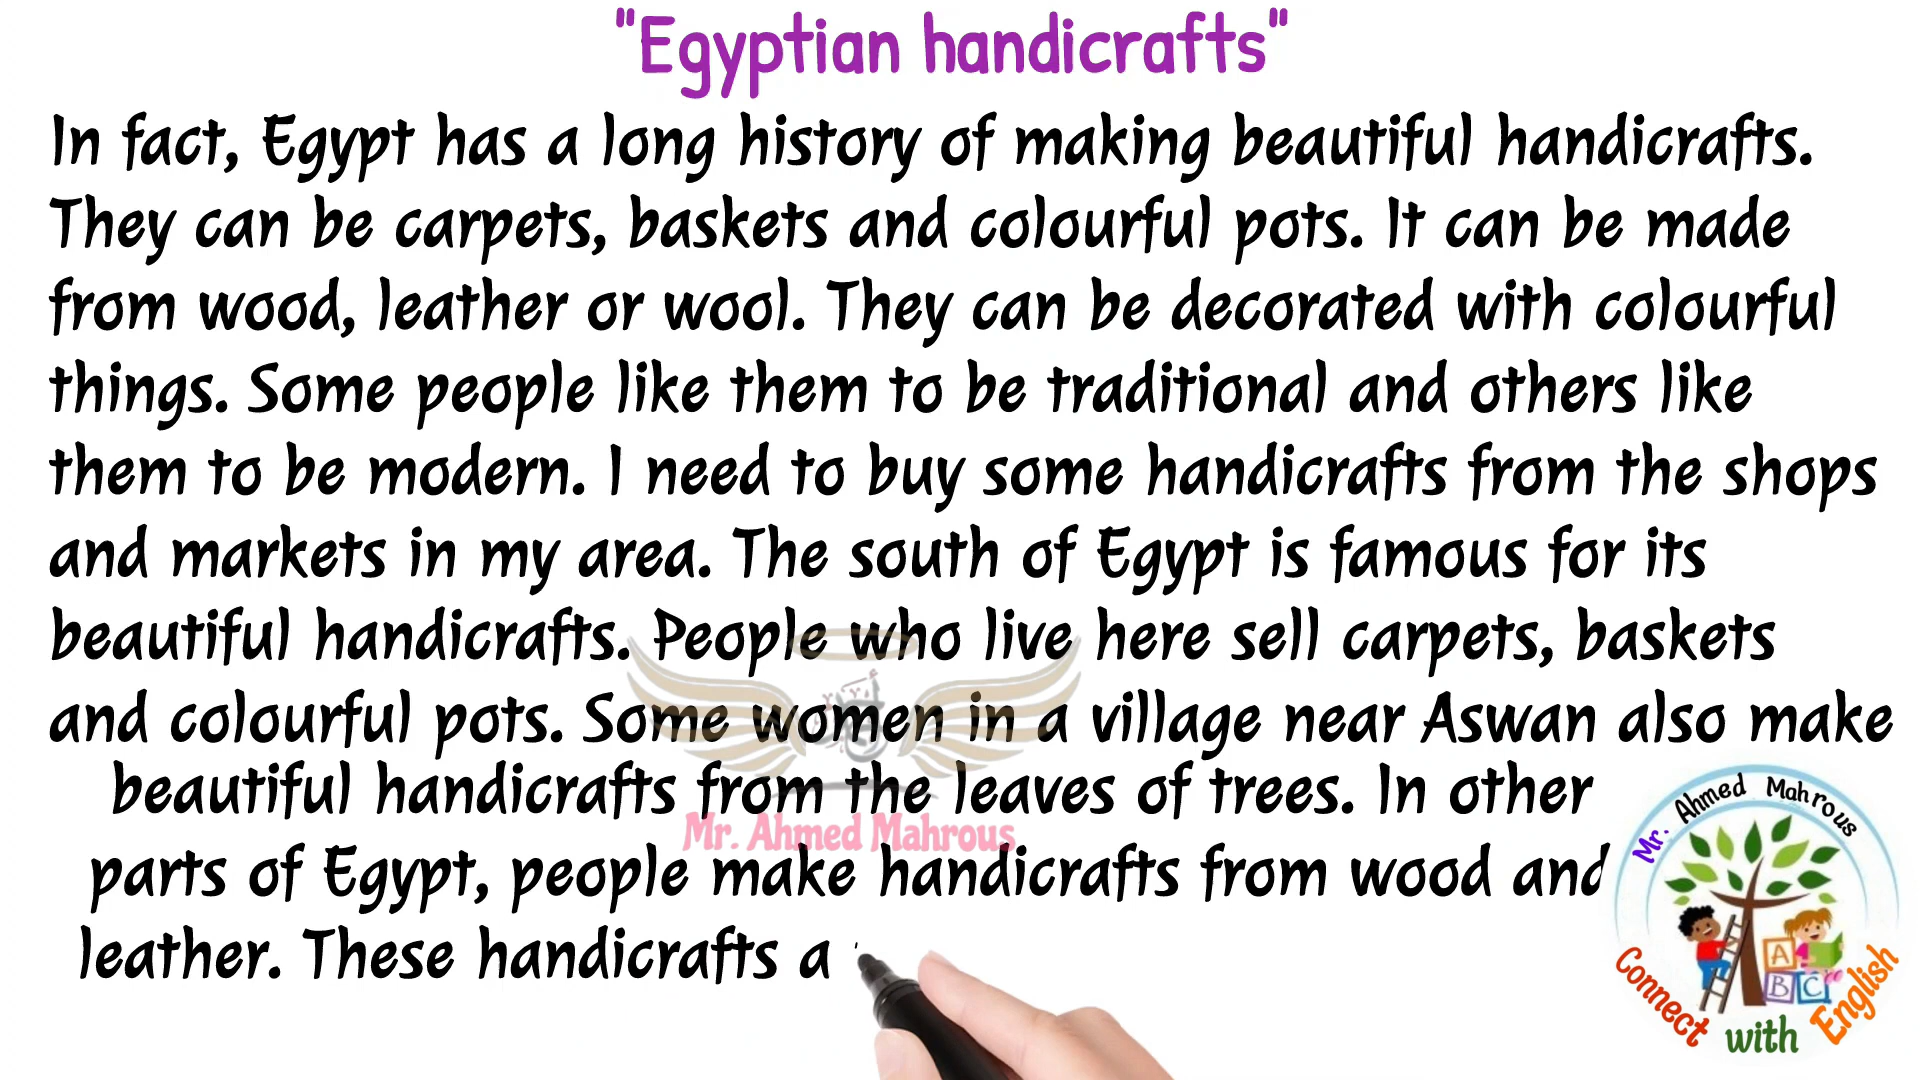 "Egyptian handicrafts"
In fact, Egypt has a long history of making beautiful handicrafts.
They can be carpets, baskets and colourful pots. It can be made
from wood, leather or wool. They can be decorated with colourful
things. Some people like them to be traditional and others like
them to be modern. I need to buy some handicrafts from the shops
and markets in my area. The south of Egypt is famous for its
beautiful handicrafts. People who live here sell carpets, baskets
and colourful pots. Some women in a village near Aswan also make
beautiful handicrafts from the leaves of trees. In other
Mr. Ahmed Mahrous
parts of Egypt, people make handicrafts from wood and
leather. These handicrafts a
Mr. Ahmed Mahrous
A
B C
Connect with English